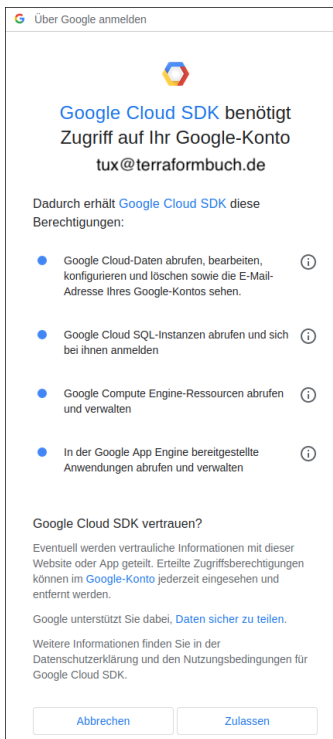 Über Google anmelden
Google Cloud SDK benötigt
Zugriff auf Ihr Google-Konto
tux@terraformbuch.de
Dadurch erhält Google Cloud SDK diese
Berechtigungen:
Google Cloud-Daten abrufen, bearbeiten,
konfigurieren und löschen sowie die E-Mail-
Adresse Ihres Google-Kontos sehen.
Google Cloud SQL-Instanzen abrufen und sich
bei ihnen anmelden
Google Compute Engine-Ressourcen abrufen
und verwalten
In der Google App Engine bereitgestellte
Anwendungen abrufen und verwalten
Google Cloud SDK vertrauen?
Eventuell werden vertrauliche Informationen mit dieser
Website oder App geteilt. Erteilte Zugriffsberechtigungen
können im Google-Konto jederzeit eingesehen und
entfernt werden.
Google unterstützt Sie dabei, Daten sicher zu teilen.
Weitere Informationen finden Sie in der
Datenschutzerklärung und den Nutzungsbedingungen für
Google Cloud SDK.
Abbrechen
Zulassen